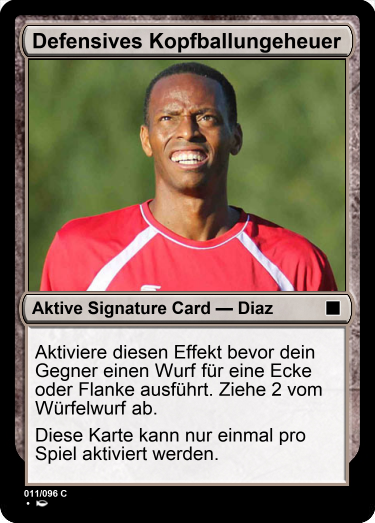 Defensives Kopfballungeheuer
Aktive Signature Card — Diaz
Aktiviere diesen Effekt bevor dein
Gegner einen Wurf für eine Ecke
oder Flanke ausführt. Ziehe 2 vom
Würfelwurf ab.
Diese Karte kann nur einmal pro
Spiel aktiviert werden.
011/096 C